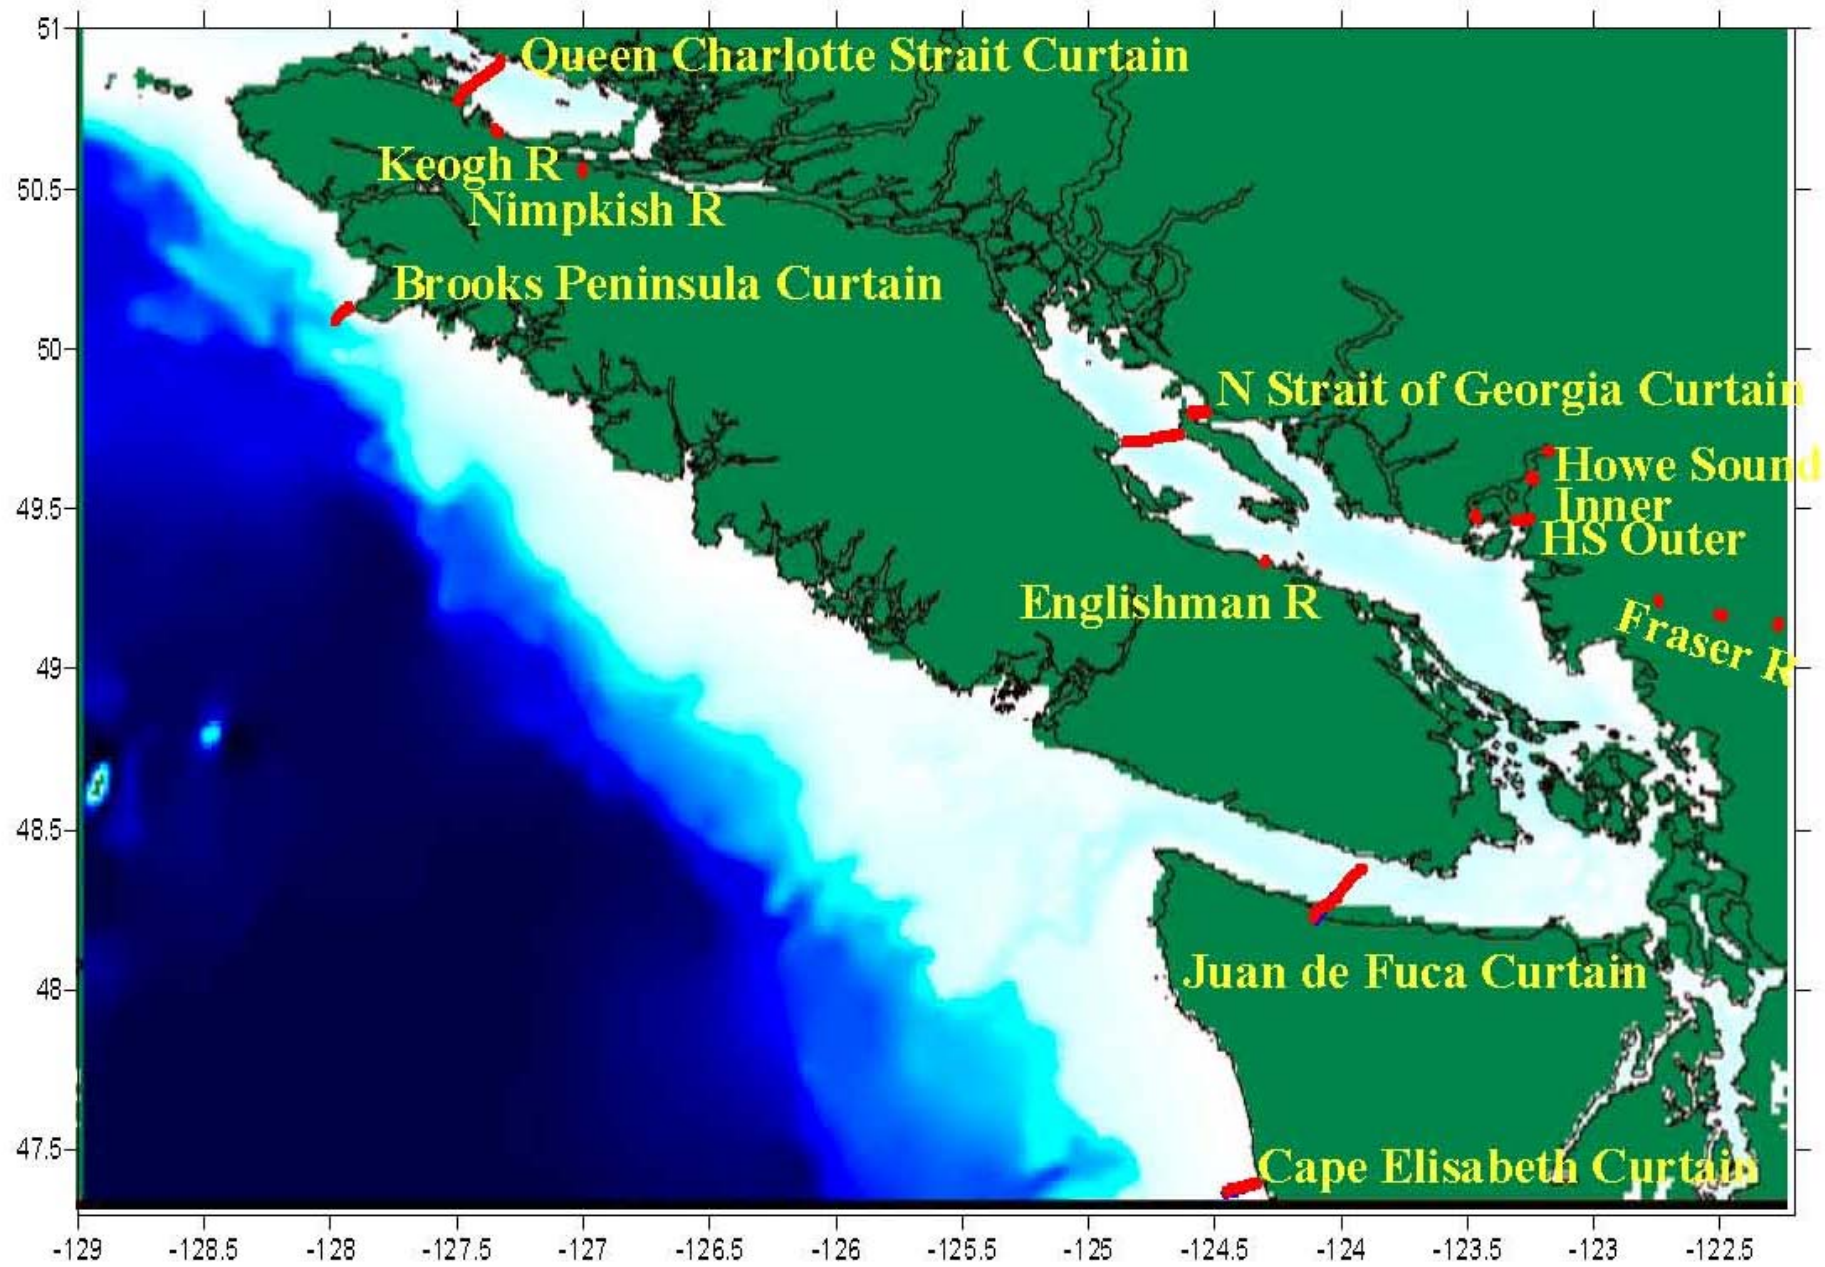 51
Queen Charlotte Strait Curtain
Keogh R
50.5
Nimpkish R
Brooks Peninsula Curtain
50
N Strait of Georgia Curtain
Howe Sound
Inner
49.5
HS Outer
Englishman R
Fraser R
49
48.5
Juan de Fuca Curtain
48
47.5
Cape Elisabeth Curtain
-129 -128.5 -128 -127.5 -127 -126.5 -126 -125.5 -125 -124.5 -124 -123.5 -123 -122.5